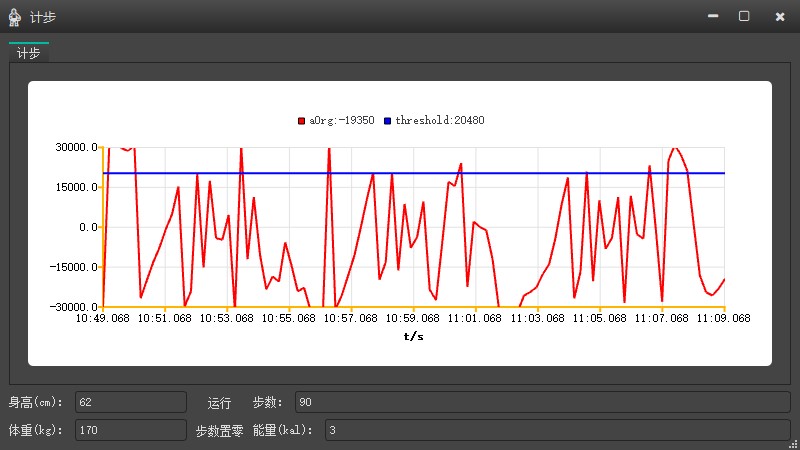 计步
计步
aOrg:-19350 threshold:20480
30000.0
15000.0
0.0
-15000.0
-30000.0
10:49.068 10:51.068 10:53.068 10:55.068 10:57.068 10:59.068 11:01.068 11:03.068 11:05.068 11:07.068 11:09.068
t/s
身高(cm): 62 运行 步数: 90
体重(kg): 170 步数置零 能量(kal): 3